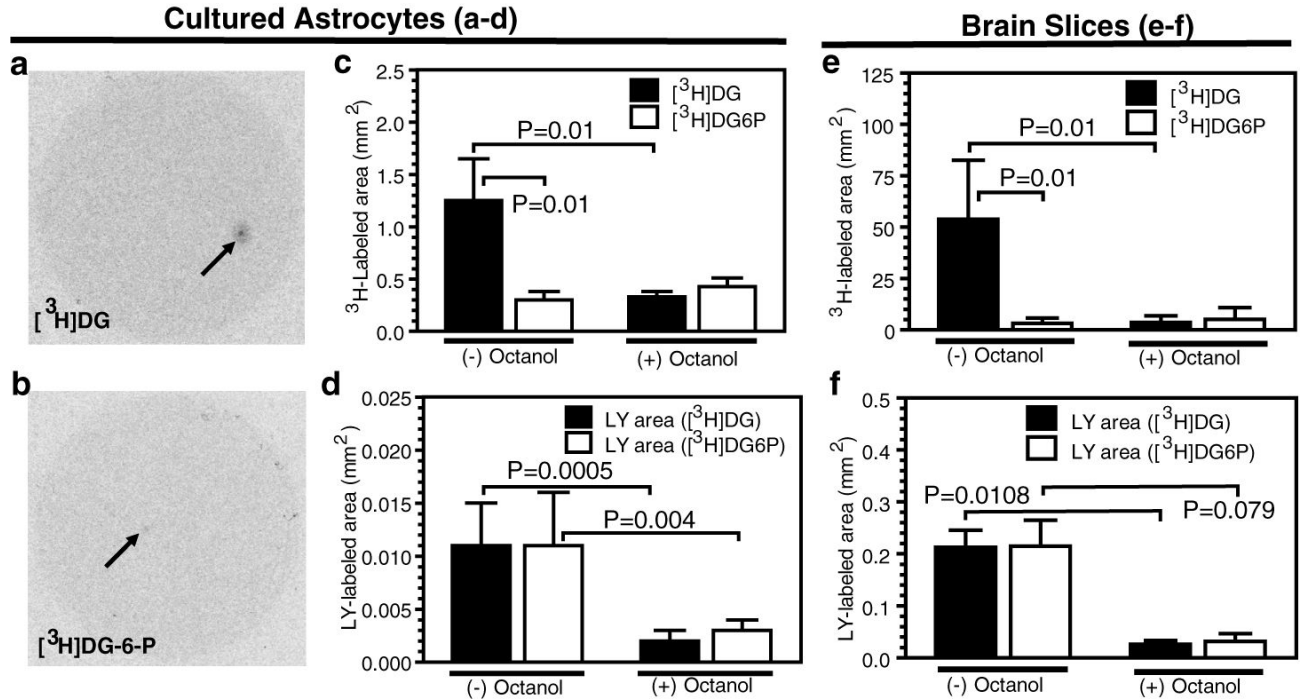 Cultured Astrocytes (a-d)
Brain Slices (e-f)
a
[³H]DG
b
[³H]DG-6-P
c
³H-Labeled area (mm²)
2.5
2.0
1.5
1.0
0.5
0.0
[³H]DG
[³H]DG6P
P=0.01
P=0.01
(-) Octanol
(+) Octanol
d
LY-labeled area (mm²)
0.025
0.020
0.015
0.010
0.005
0.000
LY area ([³H]DG)
LY area ([³H]DG6P)
P=0.0005
P=0.004
(-) Octanol
(+) Octanol
e
³H-labeled area (mm²)
125
100
75
50
25
0
[³H]DG
[³H]DG6P
P=0.01
P=0.01
(-) Octanol
(+) Octanol
f
LY-labeled area (mm²)
0.5
0.4
0.3
0.2
0.1
0.0
LY area ([³H]DG)
LY area ([³H]DG6P)
P=0.0108
P=0.079
(-) Octanol
(+) Octanol